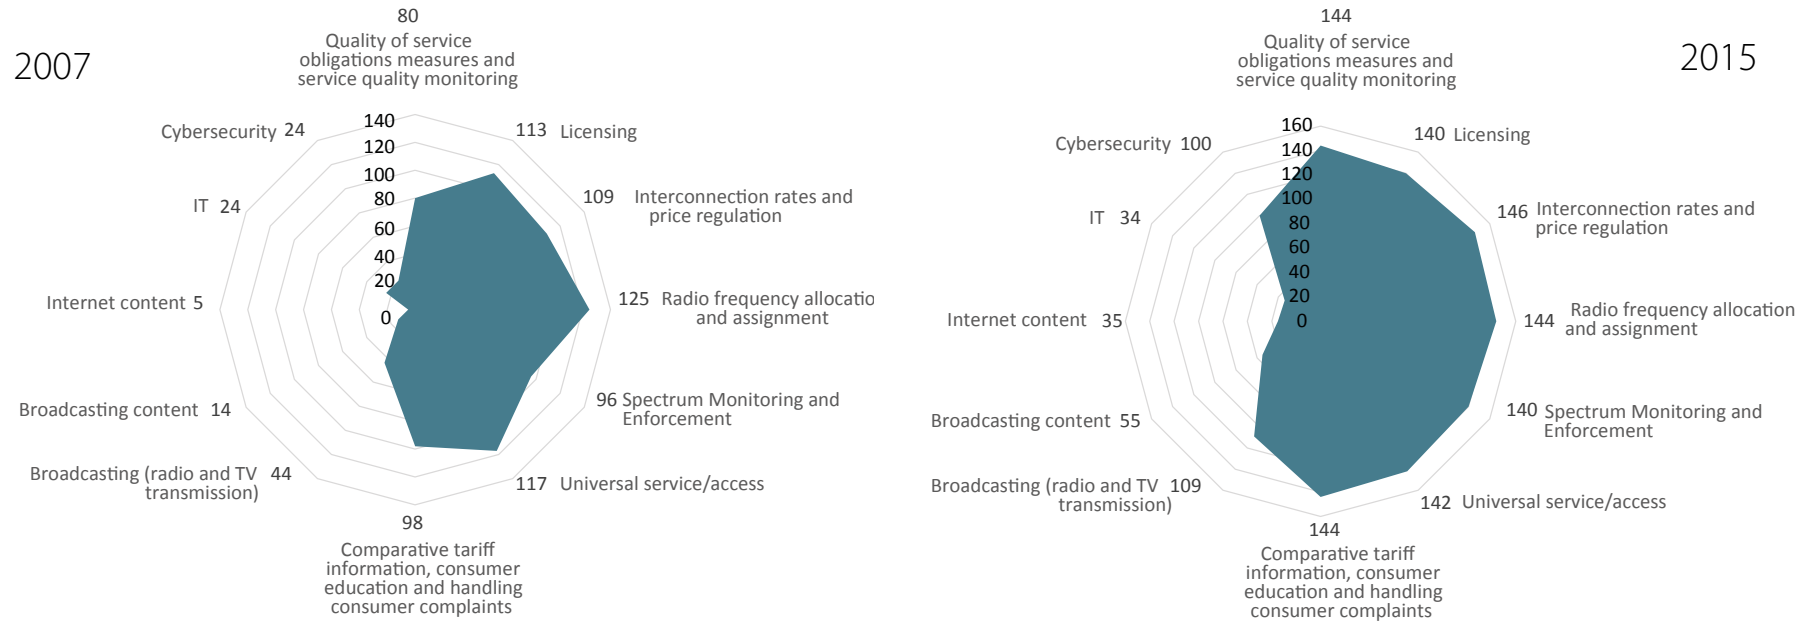 2007
80
Quality of service
obligations measures and
service quality monitoring
113 Licensing
109 Interconnection rates and
price regulation
125 Radio frequency allocatio
and assignment
96 Spectrum Monitoring and
Enforcement
117 Universal service/access
98
Comparative tariff
information, consumer
education and handling
consumer complaints
Broadcasting (radio and TV 44
transmission)
Broadcasting content 14
Internet content 5
IT 24
Cybersecurity 24
140
120
100
80
60
40
20
0
2015
144
Quality of service
obligations measures and
service quality monitoring
140 Licensing
146 Interconnection rates and
price regulation
144 Radio frequency allocation
and assignment
140 Spectrum Monitoring and
Enforcement
142 Universal service/access
144
Comparative tariff
information, consumer
education and handling
consumer complaints
Broadcasting (radio and TV 109
transmission)
Broadcasting content 55
Internet content 35
IT 34
Cybersecurity 100
160
140
120
100
80
60
40
20
0